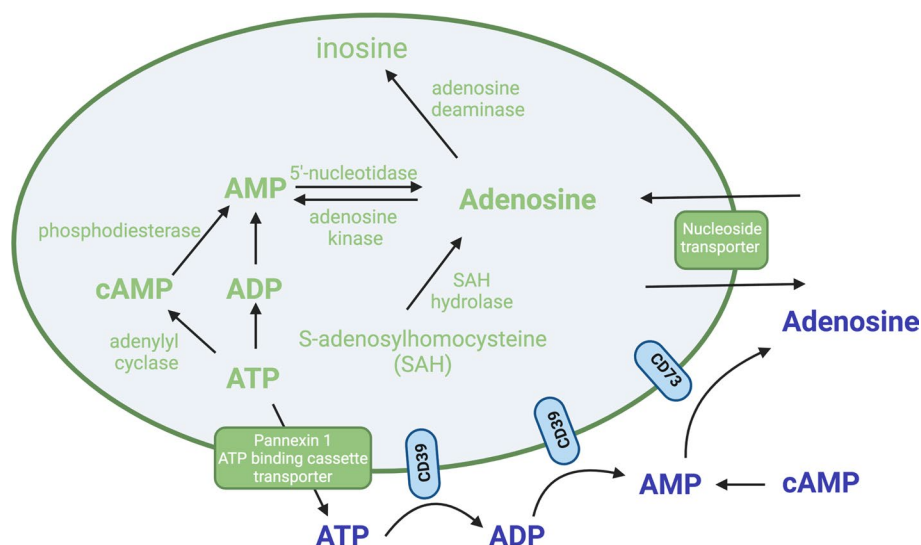 inosine
adenosine
deaminase
5'-nucleotidase
AMP
Adenosine
adenosine
kinase
phosphodiesterase
Nucleoside
transporter
cAMP
ADP
SAH
hydrolase
Adenosine
adenylyl
cyclase
S-adenosylhomocysteine
(SAH)
ATP
CD73
CD39
Pannexin 1
ATP binding cassette
transporter
CD39
AMP
cAMP
ATP
ADP